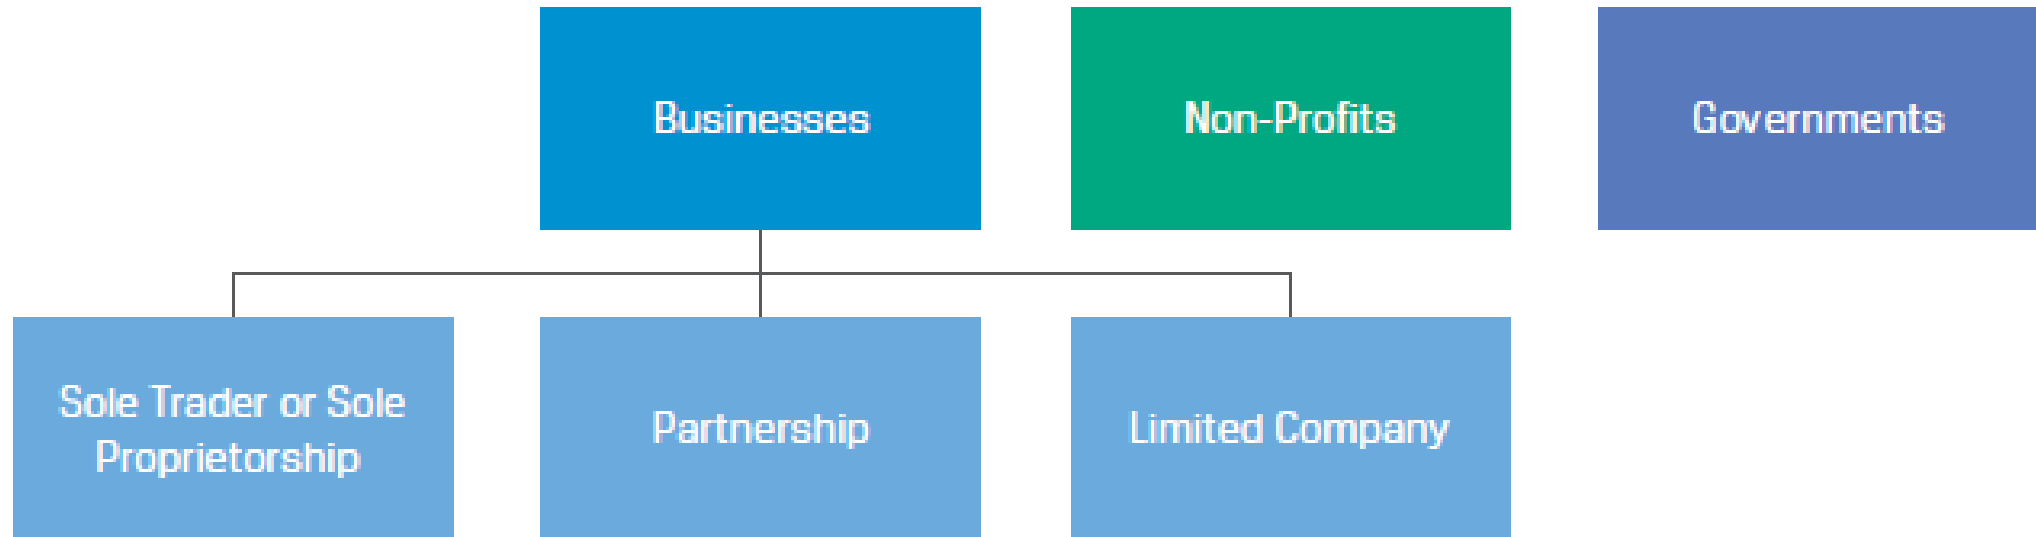 Businesses
Non-Profits
Governments
Sole Trader or Sole
Proprietorship
Partnership
Limited Company